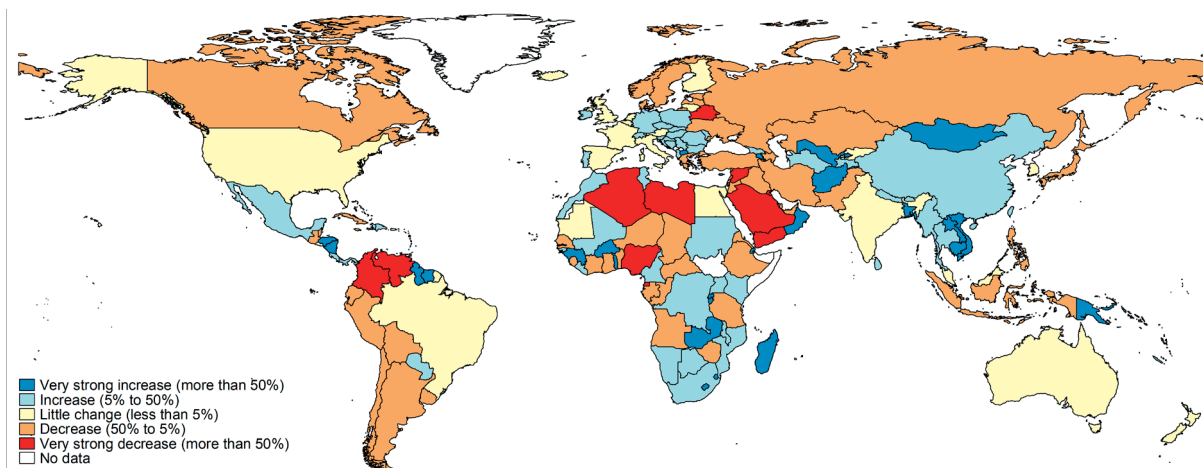 Very strong increase (more than 50%)
Increase (5% to 50%)
Little change (less than 5%)
Decrease (50% to 5%)
Very strong decrease (more than 50%)
No data